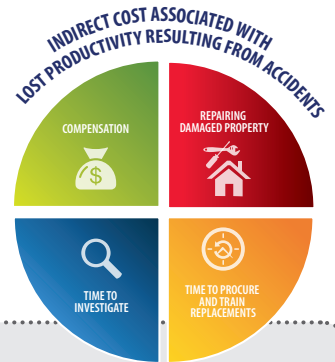 INDIRECT COST ASSOCIATED WITH
LOST PRODUCTIVITY RESULTING FROM ACCIDENTS
COMPENSATION
$
REPAIRING
DAMAGED PROPERTY
TIME TO
INVESTIGATE
TIME TO PROCURE
AND TRAIN
REPLACEMENTS